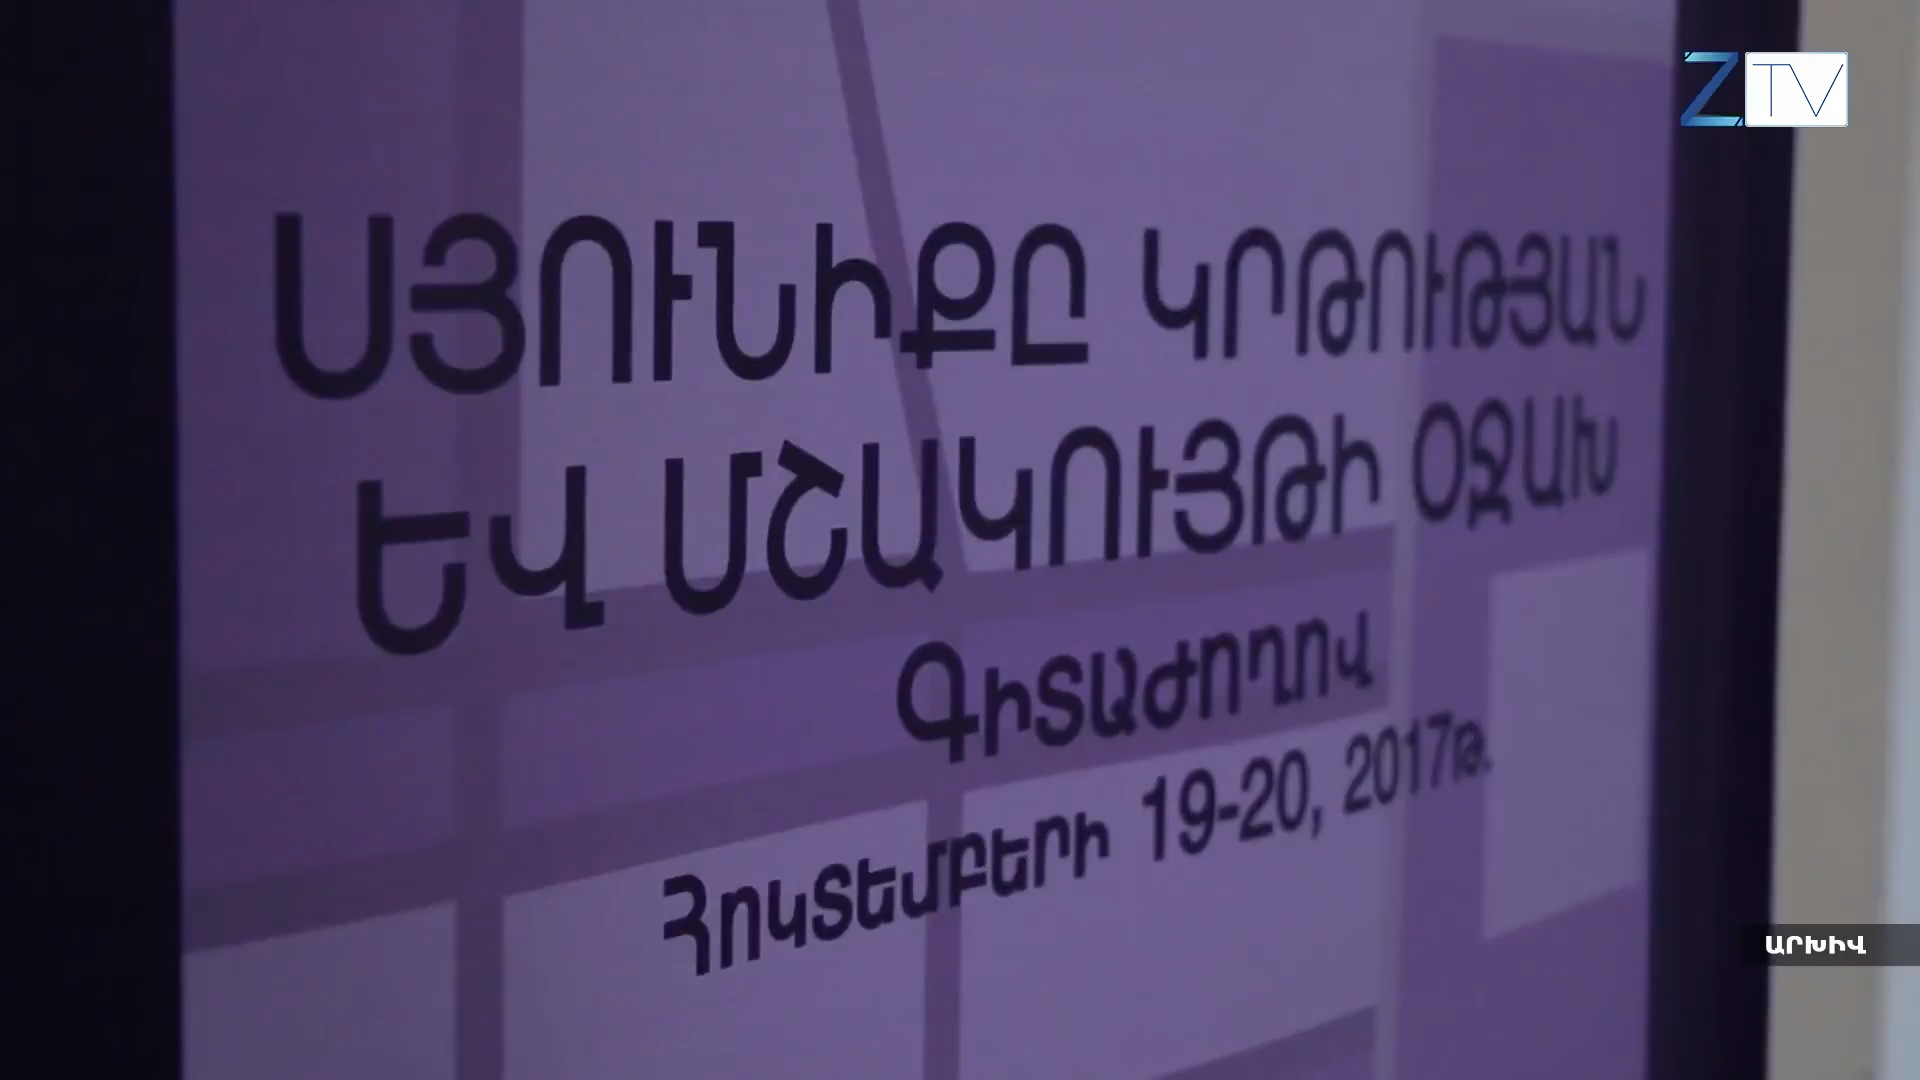 ZTV
ՍՅՈՒՆԻՔԸ ԿՐԹՈՒԹՅԱՆ
ԵՎ ՄՇԱԿՈՒՅԹԻ ՕՋԱԽ
ԳԻՏԱԺՈՂՈՎ
ՀՈԿՏԵՄԲԵՐԻ 19-20, 2017թ.
ԱՐԽԻՎ